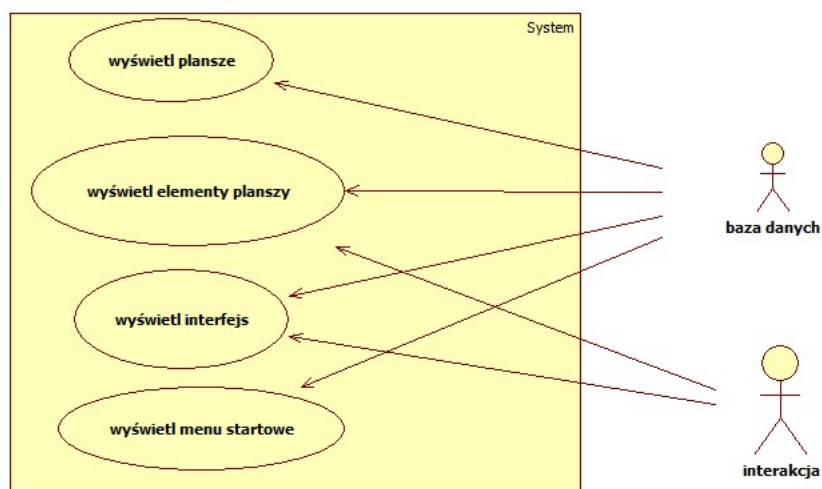 System
wyświetl plansze
wyświetl elementy planszy
baza danych
wyświetl interfejs
wyświetl menu startowe
interakcja